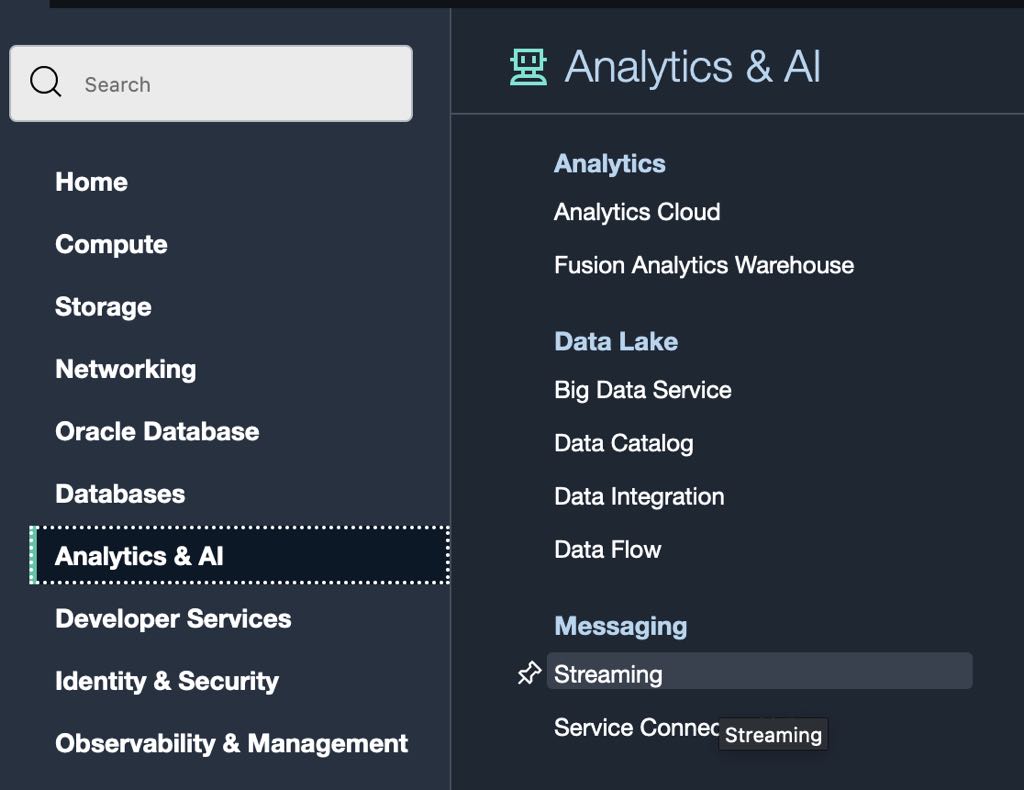 Search
Home
Compute
Storage
Networking
Oracle Database
Databases
Analytics & AI
Developer Services
Identity & Security
Observability & Management
Analytics & AI
Analytics
Analytics Cloud
Fusion Analytics Warehouse
Data Lake
Big Data Service
Data Catalog
Data Integration
Data Flow
Messaging
Streaming
Service
Streaming